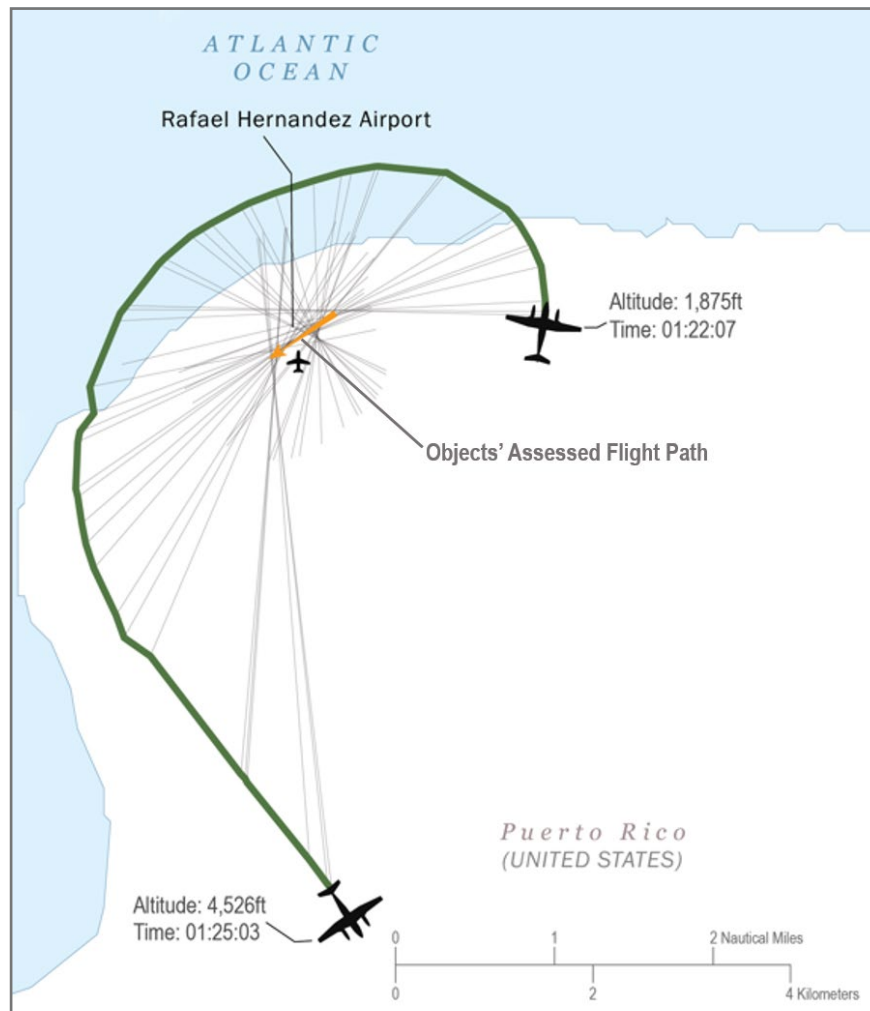 ATLANTIC
OCEAN
Rafael Hernandez Airport
Altitude: 1,875ft
Time: 01:22:07
Objects' Assessed Flight Path
Puerto Rico
(UNITED STATES)
Altitude: 4,526ft
Time: 01:25:03
0 1 2 Nautical Miles
0 2 4 Kilometers